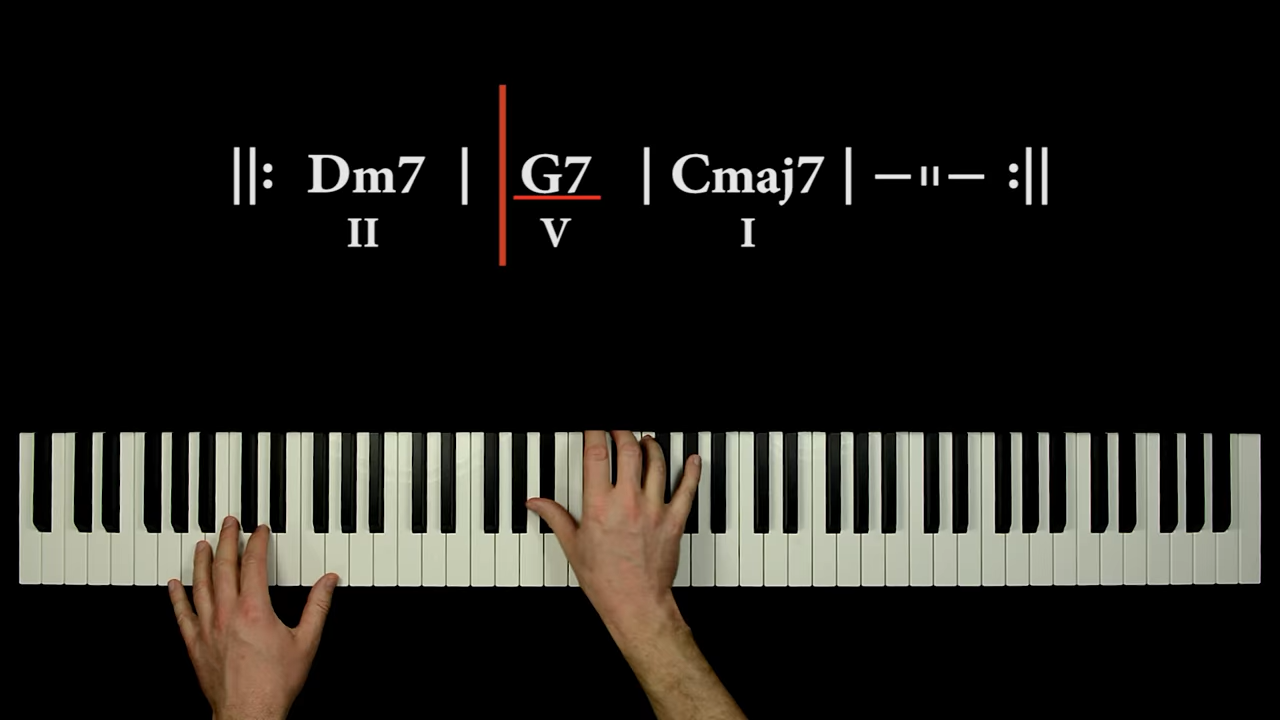 ||: Dm7 | G7 | Cmaj7 | –"– :||
II V I